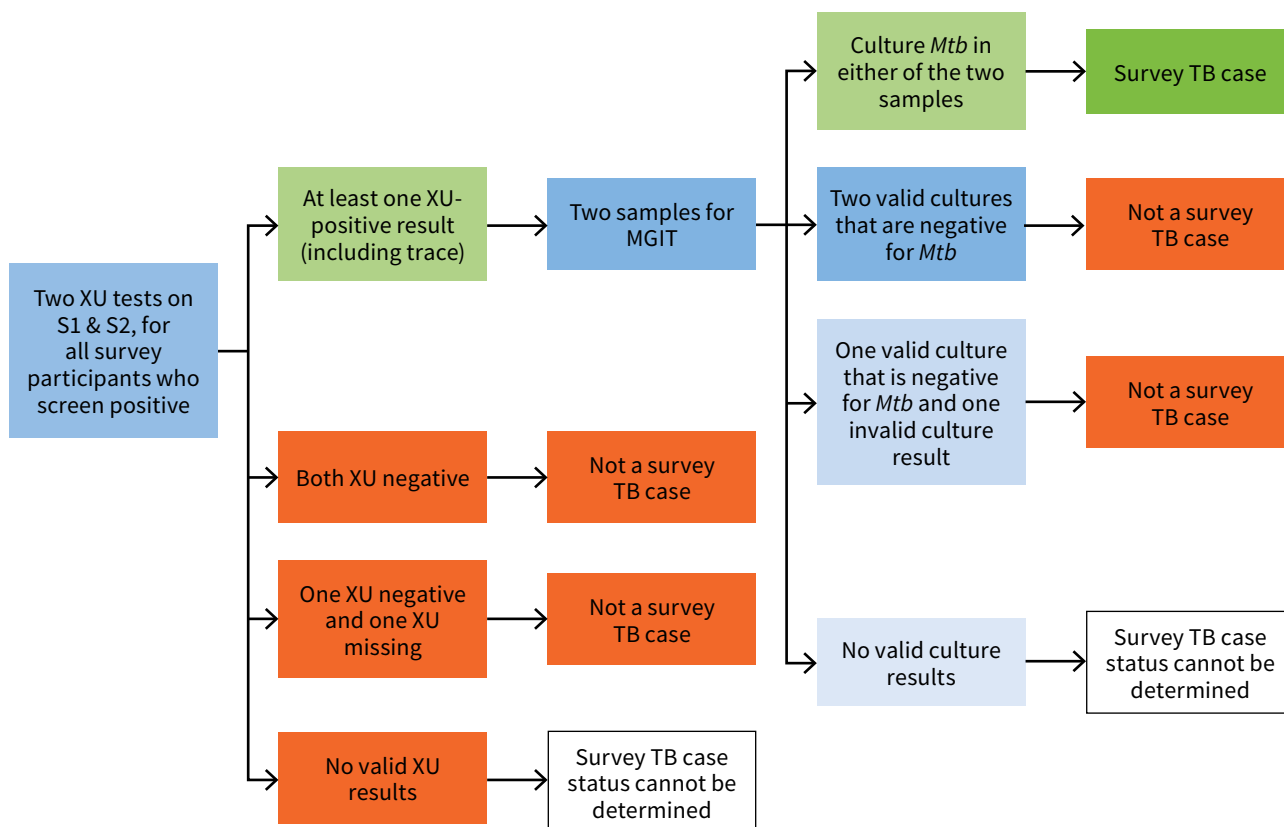 Two XU tests on
S1 & S2, for
all survey
participants who
screen positive
At least one XU-
positive result
(including trace)
Two samples for
MGIT
Culture Mtb in
either of the two
samples
Survey TB case
Two valid cultures
that are negative
for Mtb
Not a survey
TB case
One valid culture
that is negative
for Mtb and one
invalid culture
result
Not a survey
TB case
No valid culture
results
Survey TB case
status cannot be
determined
Both XU negative
Not a survey
TB case
One XU negative
and one XU
missing
Not a survey
TB case
No valid XU
results
Survey TB case
status cannot be
determined